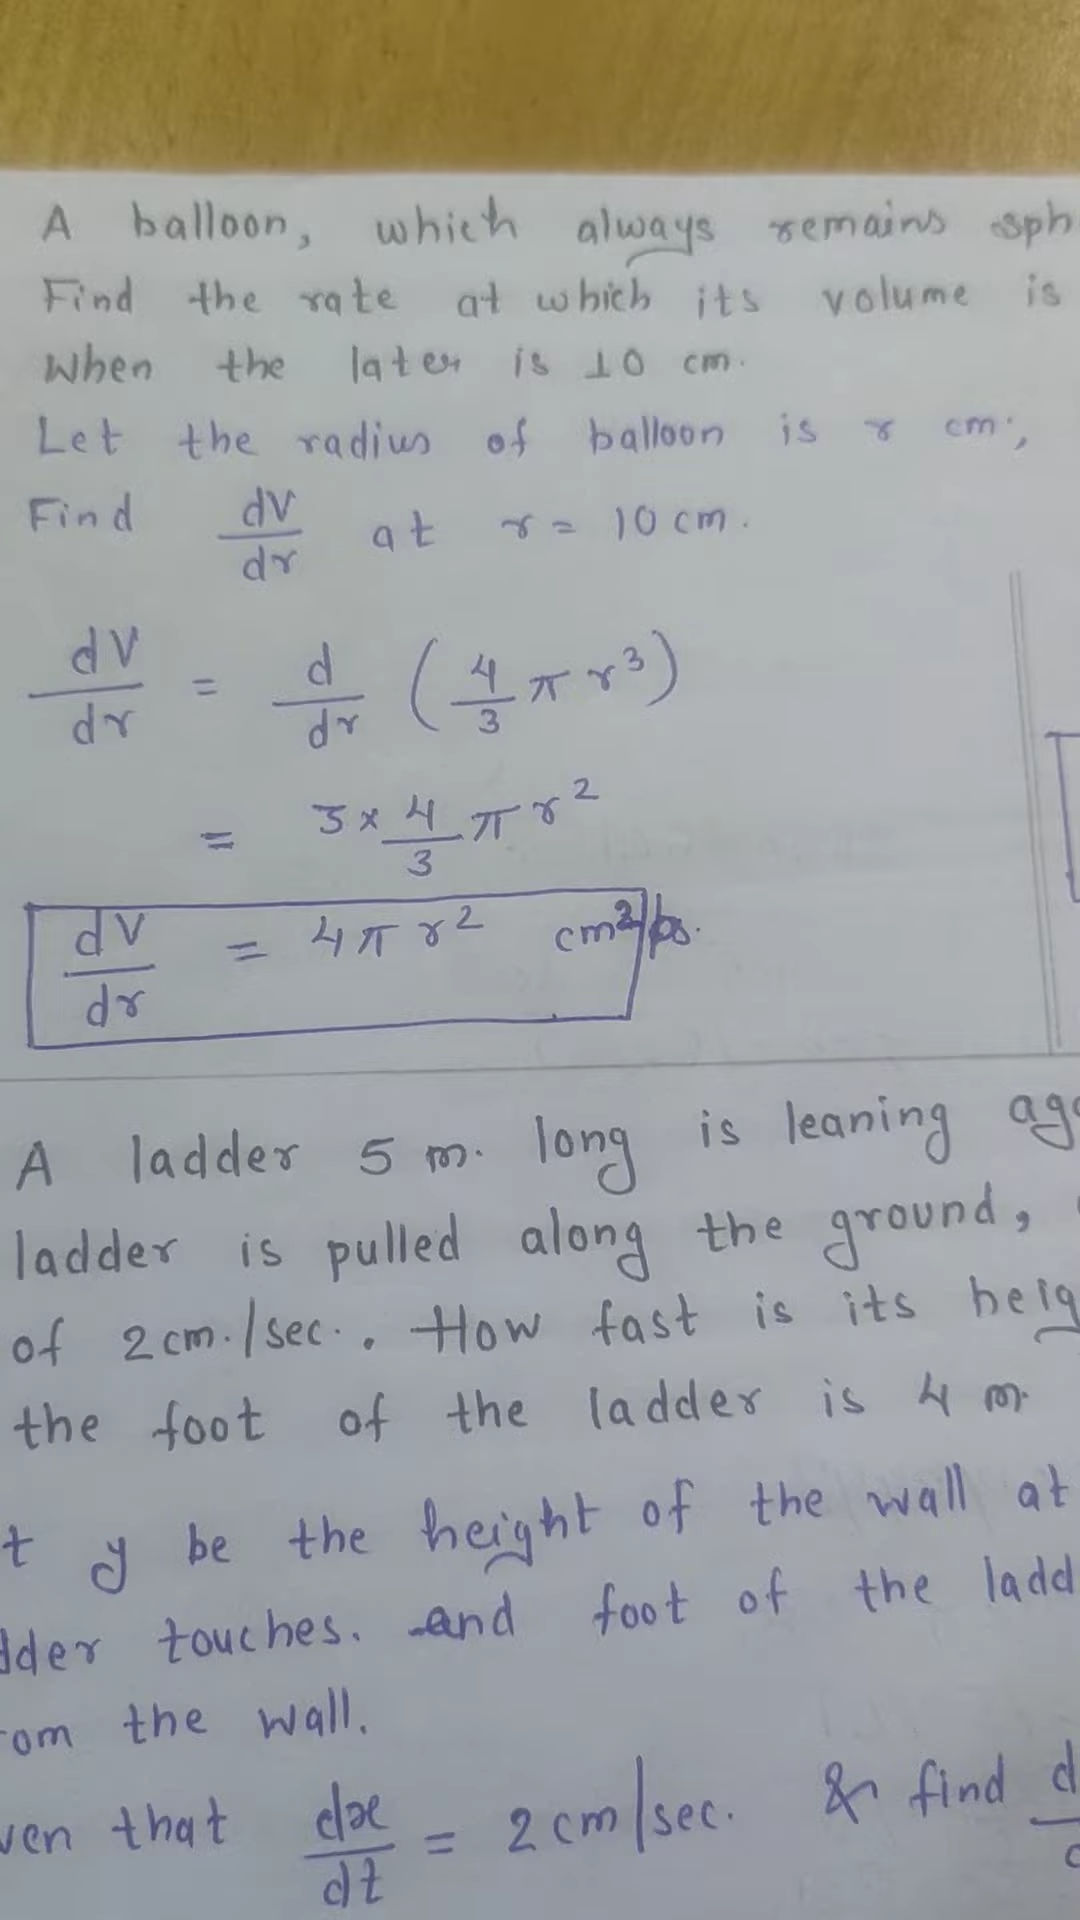 A balloon, which always remains sph
Find the rate at which its volume is
When the later is 10 cm.
Let the radius of balloon is r cm;
Find dV/dr at r = 10 cm.
dV/dr = d/dr (4/3 π r³)
= 3 × 4/3 π r²
dV/dr = 4 π r² cm³/
A ladder 5 m. long is leaning aga
ladder is pulled along the ground,
of 2 cm./sec.. How fast is its heig
the foot of the ladder is 4 m.
t y be the height of the wall at
dder touches. and foot of the ladd
rom the wall.
ven that dx/dt = 2 cm/sec. & find d